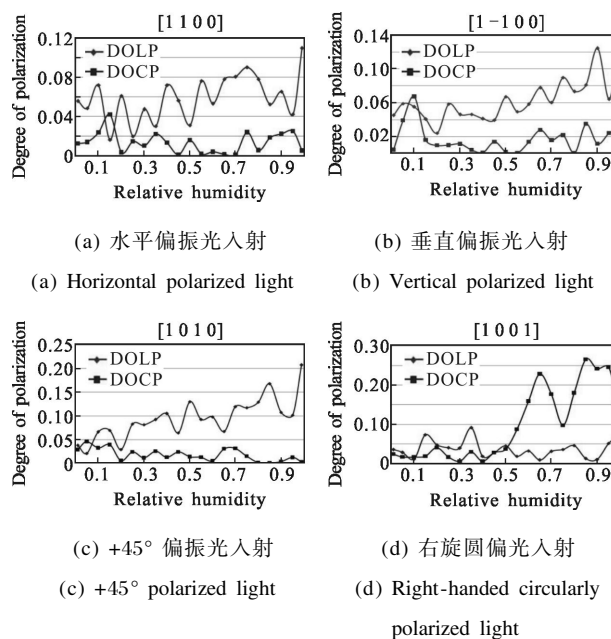 [1 1 0 0]
Degree of polarization
0.12
0.08
0.04
0
DOLP
DOCP
0.1 0.3 0.5 0.7 0.9
Relative humidity
(a) 水平偏振光入射
(a) Horizontal polarized light
[1 -1 0 0]
Degree of polarization
0.14
0.10
0.06
0.02
DOLP
DOCP
0.1 0.3 0.5 0.7 0.9
Relative humidity
(b) 垂直偏振光入射
(b) Vertical polarized light
[1 0 1 0]
Degree of polarization
0.25
0.20
0.15
0.10
0.05
0
DOLP
DOCP
0.1 0.3 0.5 0.7 0.9
Relative humidity
(c) +45° 偏振光入射
(c) +45° polarized light
[1 0 0 1]
Degree of polarization
0.30
0.20
0.10
0
DOLP
DOCP
0.1 0.3 0.5 0.7 0.9
Relative humidity
(d) 右旋圆偏光入射
(d) Right-handed circularly
polarized light